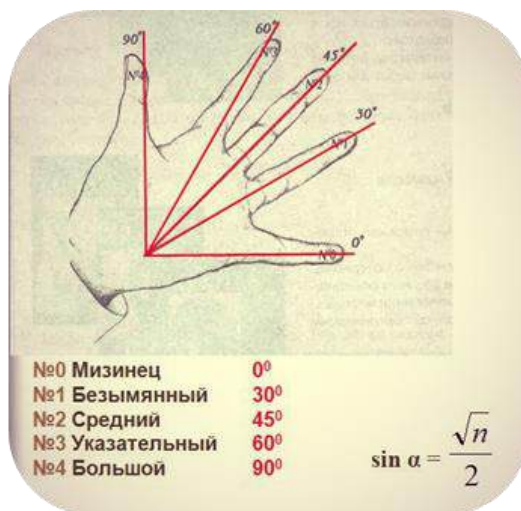 90°
60°
45°
30°
0°
№4
№3
№2
№1
№0
№0 Мизинец 0⁰
№1 Безымянный 30⁰
№2 Средний 45⁰
№3 Указательный 60⁰
№4 Большой 90⁰
sin α = √n / 2